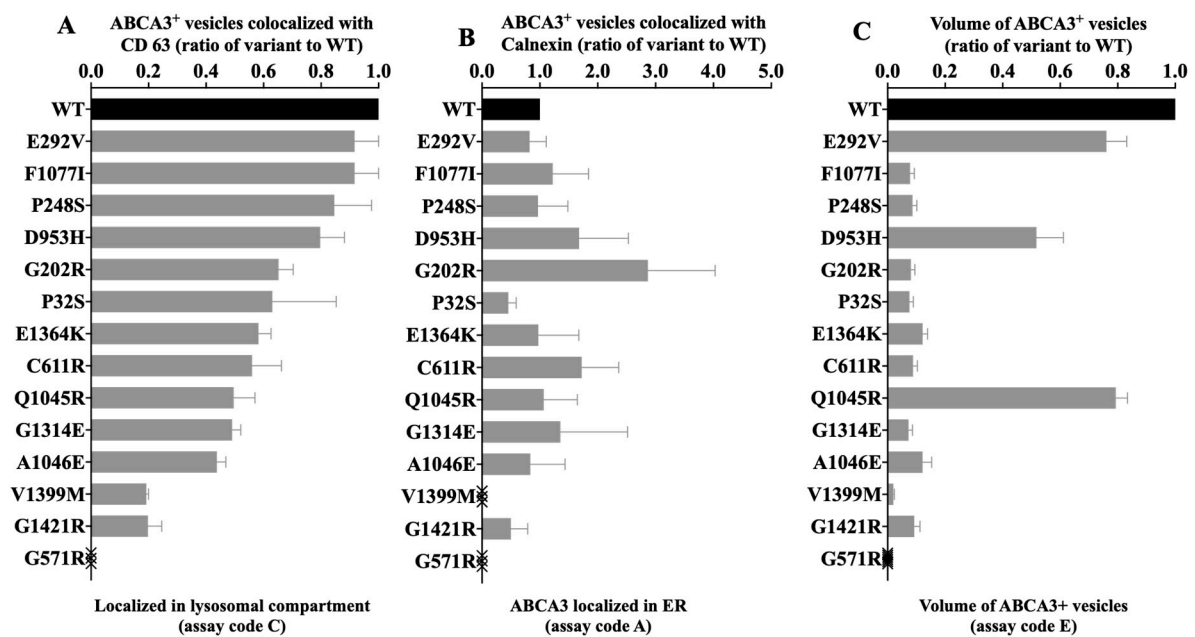 A
ABCA3+ vesicles colocalized with
CD 63 (ratio of variant to WT)
0.0 0.2 0.4 0.6 0.8 1.0
WT
E292V
F1077I
P248S
D953H
G202R
P32S
E1364K
C611R
Q1045R
G1314E
A1046E
V1399M
G1421R
G571R
Localized in lysosomal compartment
(assay code C)
B
ABCA3+ vesicles colocalized with
Calnexin (ratio of variant to WT)
0.0 1.0 2.0 3.0 4.0 5.0
WT
E292V
F1077I
P248S
D953H
G202R
P32S
E1364K
C611R
Q1045R
G1314E
A1046E
V1399M
G1421R
G571R
ABCA3 localized in ER
(assay code A)
C
Volume of ABCA3+ vesicles
(ratio of variant to WT)
0.0 0.2 0.4 0.6 0.8 1.0
WT
E292V
F1077I
P248S
D953H
G202R
P32S
E1364K
C611R
Q1045R
G1314E
A1046E
V1399M
G1421R
G571R
Volume of ABCA3+ vesicles
(assay code E)